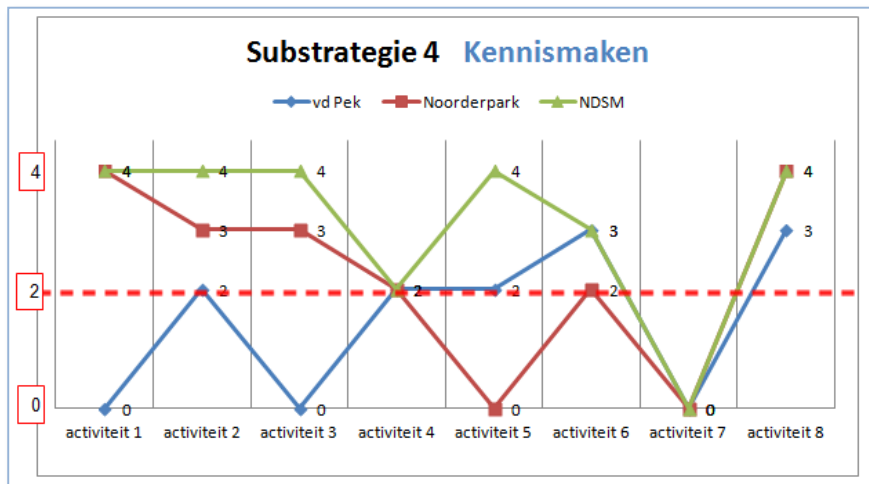 Substrategie 4 Kennismaken
vd Pek Noorderpark NDSM
4 4 4 4 4 4
3 3 3 3
2 2 2 2 2
0 0 0 0 0
activiteit 1 activiteit 2 activiteit 3 activiteit 4 activiteit 5 activiteit 6 activiteit 7 activiteit 8